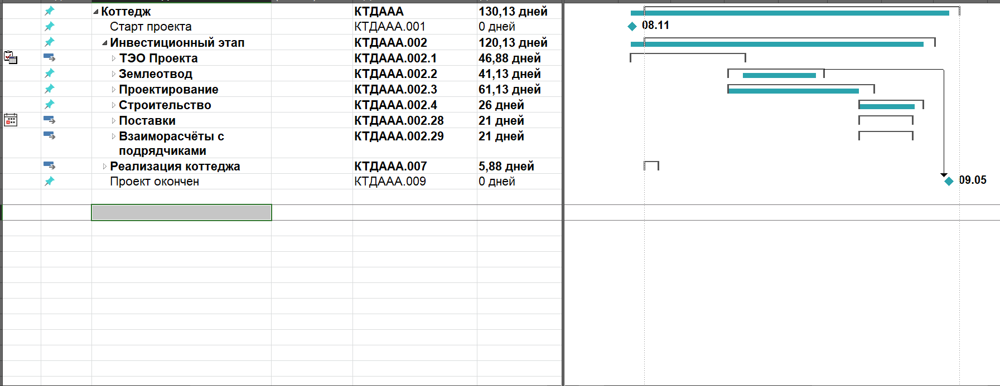 Коттедж КТДААА 130,13 дней
Старт проекта КТДААА.001 0 дней 08.11
Инвестиционный этап КТДААА.002 120,13 дней
ТЭО Проекта КТДААА.002.1 46,88 дней
Землеотвод КТДААА.002.2 41,13 дней
Проектирование КТДААА.002.3 61,13 дней
Строительство КТДААА.002.4 26 дней
Поставки КТДААА.002.28 21 дней
Взаиморасчёты с КТДААА.002.29 21 дней
подрядчиками
Реализация коттеджа КТДААА.007 5,88 дней
Проект окончен КТДААА.009 0 дней 09.05